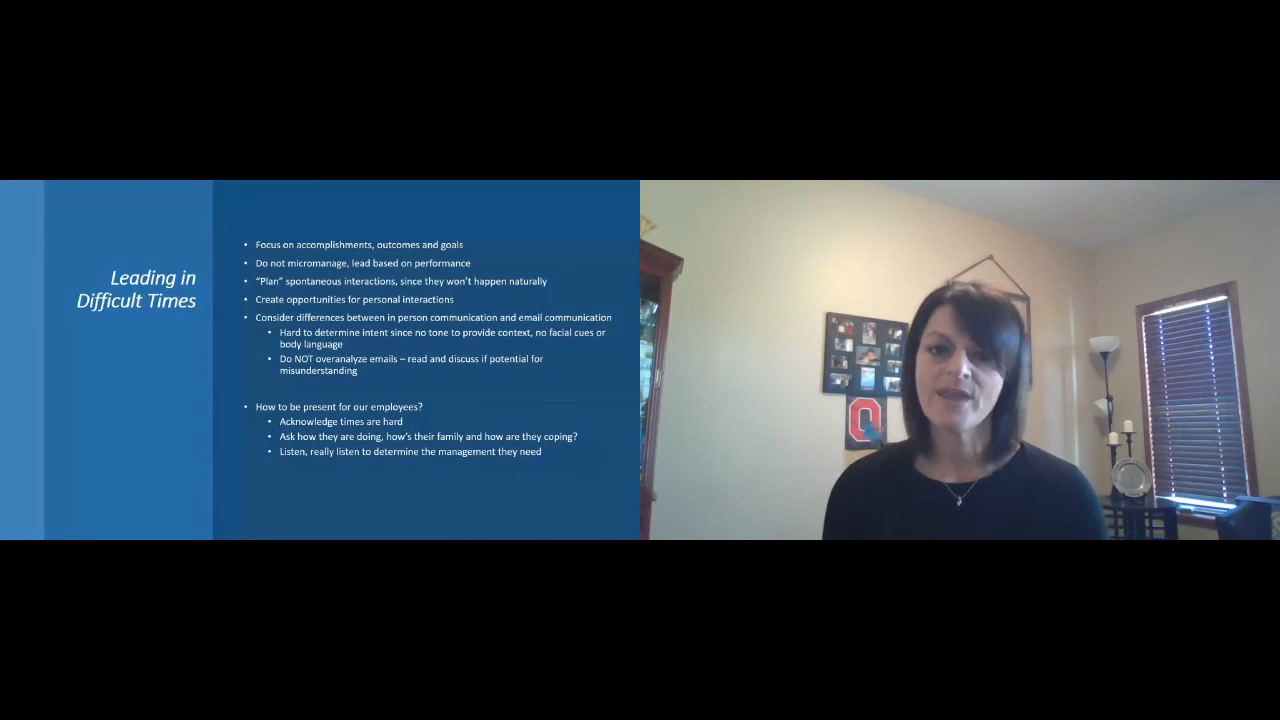 Leading in
Difficult Times
• Focus on accomplishments, outcomes and goals
• Do not micromanage, lead based on performance
• “Plan” spontaneous interactions, since they won’t happen naturally
• Create opportunities for personal interactions
• Consider differences between in person communication and email communication
• Hard to determine intent since no tone to provide context, no facial cues or
body language
• Do NOT overanalyze emails – read and discuss if potential for
misunderstanding
• How to be present for our employees?
• Acknowledge times are hard
• Ask how they are doing, how’s their family and how are they coping?
• Listen, really listen to determine the management they need
O